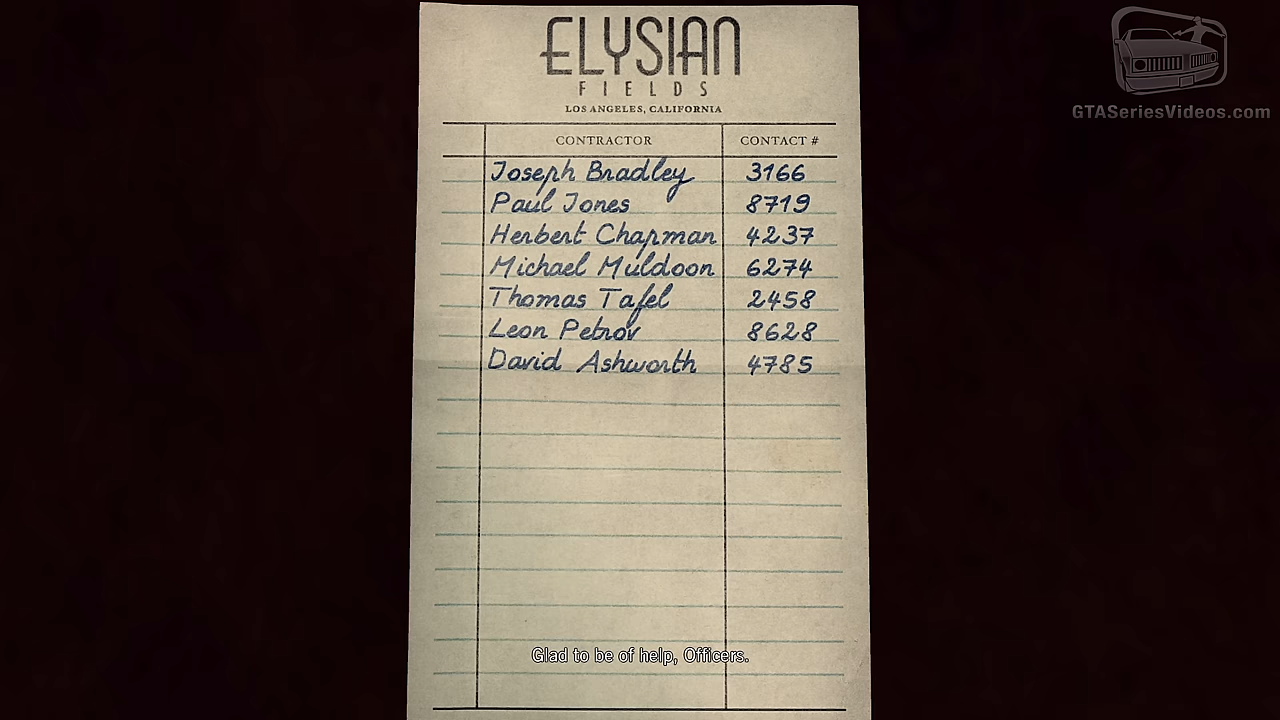 ELYSIAN
FIELDS
LOS ANGELES, CALIFORNIA
CONTRACTOR CONTACT #
Joseph Bradley 3166
Paul Jones 8719
Herbert Chapman 4237
Michael Muldoon 6274
Thomas Tafel 2458
Leon Petrov 8628
David Ashworth 4785
Glad to be of help, Officers.
GTASeriesVideos.com